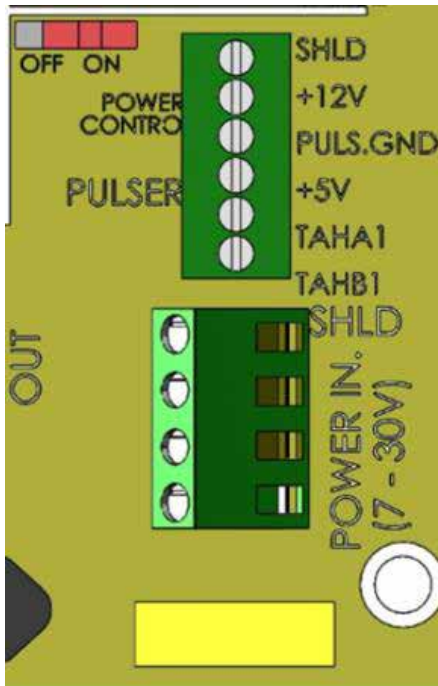 OFF ON
POWER
CONTRO
PULSER
SHLD
+12V
PULS.GND
+5V
TAHA1
TAHB1
SHLD
OUT
POWER IN.
(7 - 30V)